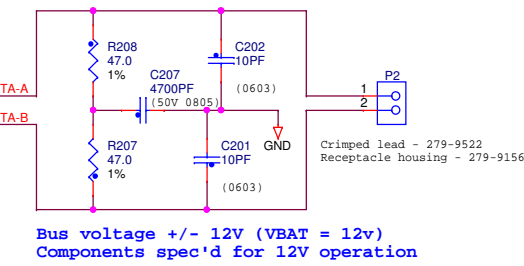 R208
47.0
1%
C202
10PF
(0603)
C207
4700PF
(50V 0805)
TA-A
TA-B
P2
1
2
GND
R207
47.0
1%
C201
10PF
(0603)
Crimped lead - 279-9522
Receptacle housing - 279-9156
Bus voltage +/- 12V (VBAT = 12v)
Components spec'd for 12V operation